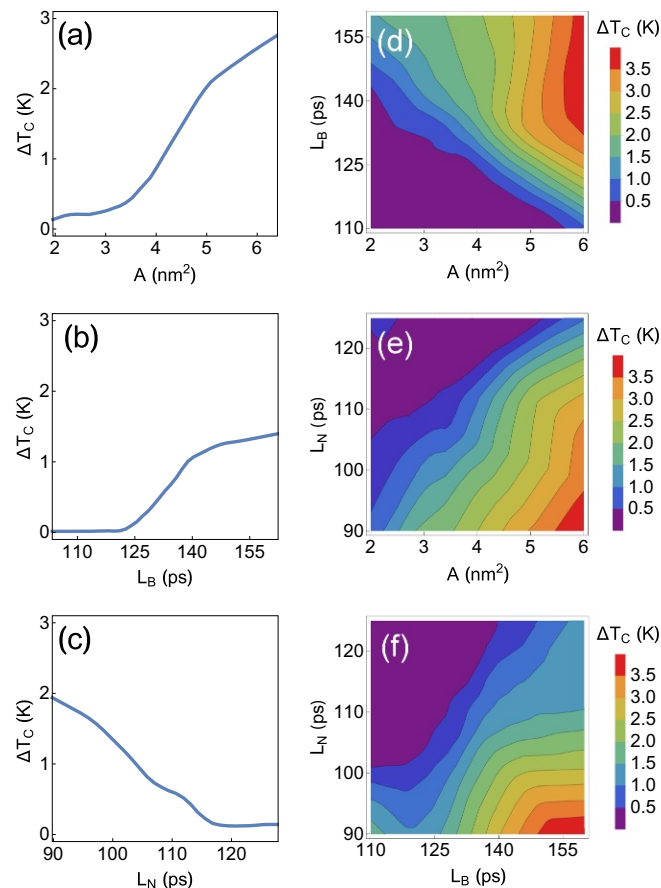 (a)
ΔT_C (K)
3
2
1
0
2 3 4 5 6
A (nm²)
(d)
L_B (ps)
155
140
125
110
2 3 4 5 6
A (nm²)
ΔT_C (K)
3.5
3.0
2.5
2.0
1.5
1.0
0.5
(b)
ΔT_C (K)
3
2
1
0
110 125 140 155
L_B (ps)
(e)
L_N (ps)
120
110
100
90
2 3 4 5 6
A (nm²)
ΔT_C (K)
3.5
3.0
2.5
2.0
1.5
1.0
0.5
(c)
ΔT_C (K)
3
2
1
0
90 100 110 120
L_N (ps)
(f)
L_N (ps)
120
110
100
90
110 125 140 155
L_B (ps)
ΔT_C (K)
3.5
3.0
2.5
2.0
1.5
1.0
0.5